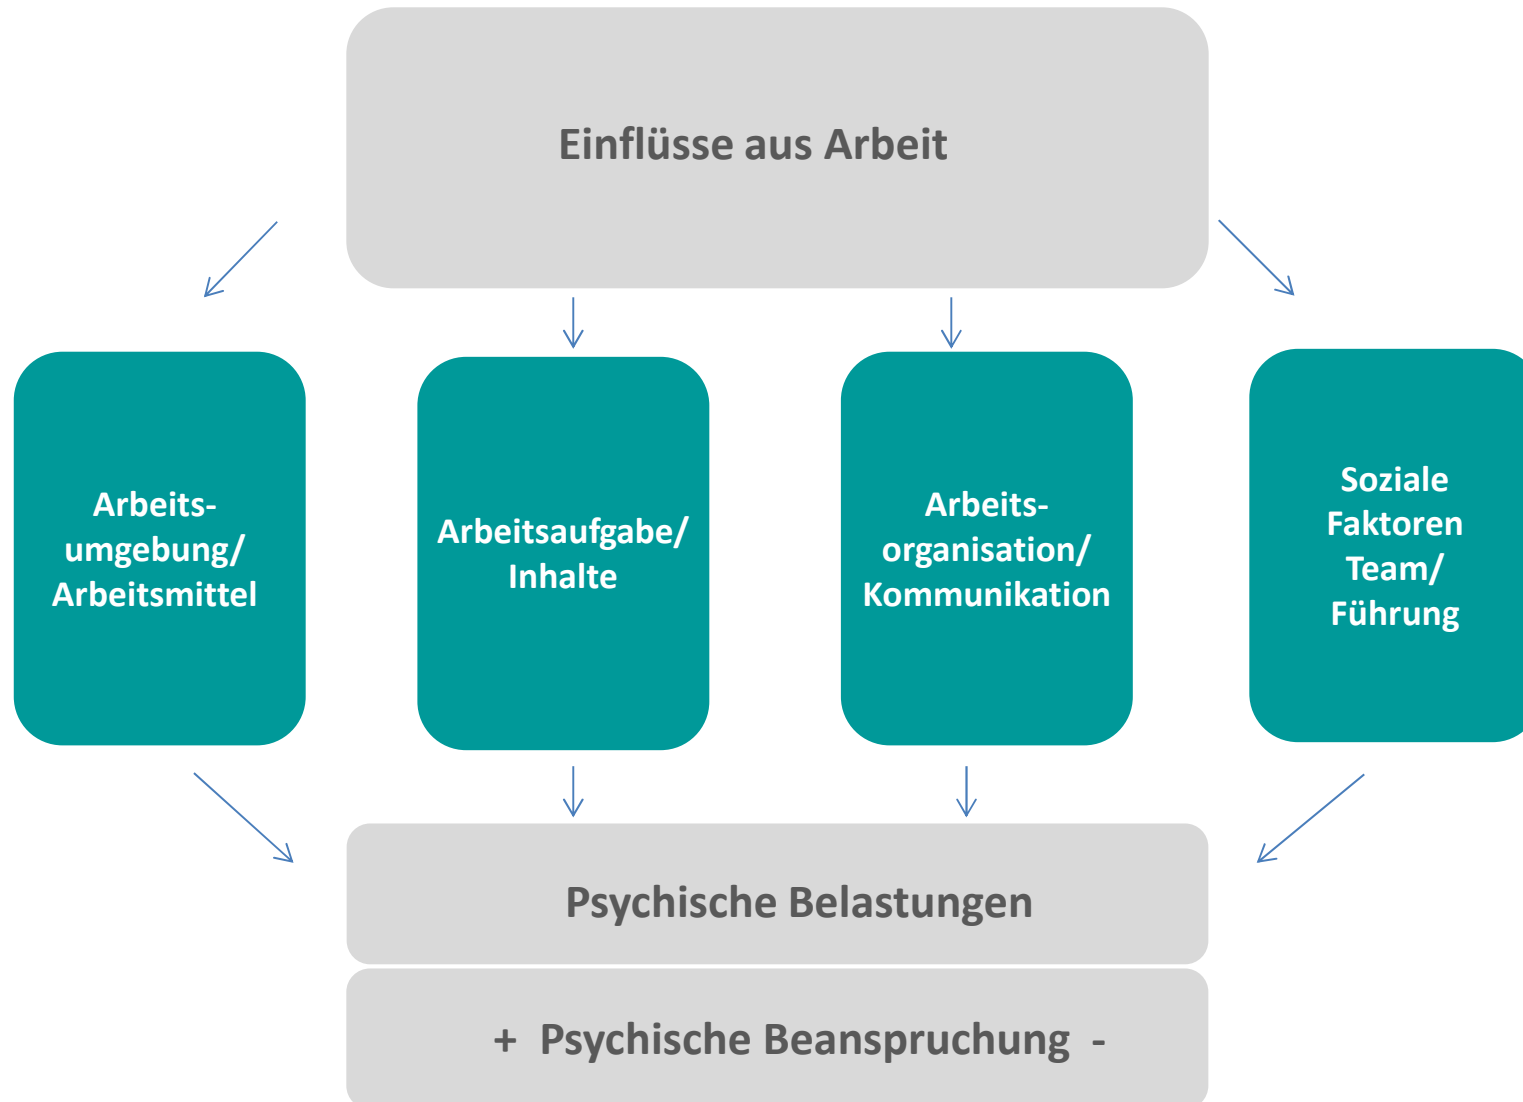 Einflüsse aus Arbeit
Arbeits-
umgebung/
Arbeitsmittel
Arbeitsaufgabe/
Inhalte
Arbeits-
organisation/
Kommunikation
Soziale
Faktoren
Team/
Führung
Psychische Belastungen
+ Psychische Beanspruchung -